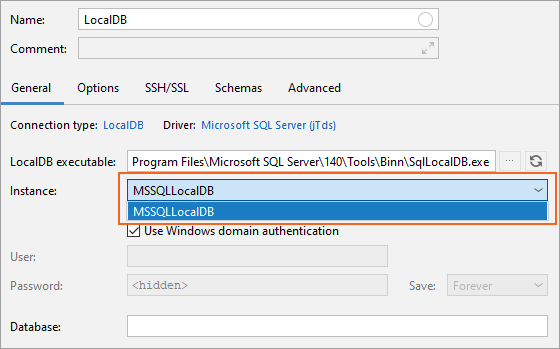 Name: LocalDB
Comment:
General Options SSH/SSL Schemas Advanced
Connection type: LocalDB Driver: Microsoft SQL Server (jTds)
LocalDB executable: Program Files\Microsoft SQL Server\140\Tools\Binn\SqlLocalDB.exe ...
Instance: MSSQLLocalDB
MSSQLLocalDB
Use Windows domain authentication
User:
Password: <hidden> Save: Forever
Database: